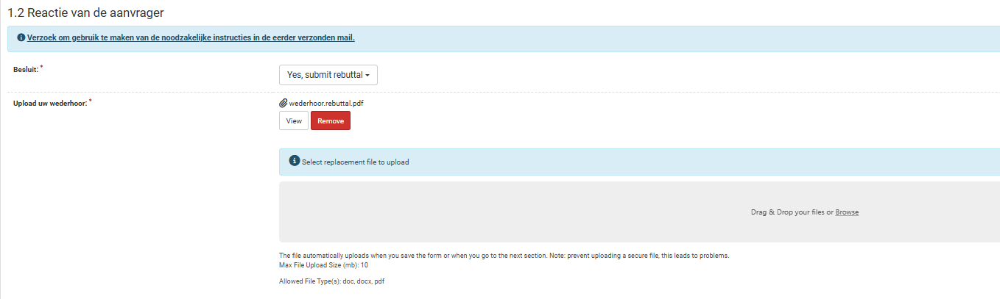 1.2 Reactie van de aanvrager
Verzoek om gebruik te maken van de noodzakelijke instructies in de eerder verzonden mail.
Besluit: *
Yes, submit rebuttal
Upload uw wederhoor: *
wederhoor.rebuttal.pdf
View Remove
Select replacement file to upload
Drag & Drop your files or Browse
The file automatically uploads when you save the form or when you go to the next section. Note: prevent uploading a secure file, this leads to problems.
Max File Upload Size (mb): 10
Allowed File Type(s): doc, docx, pdf